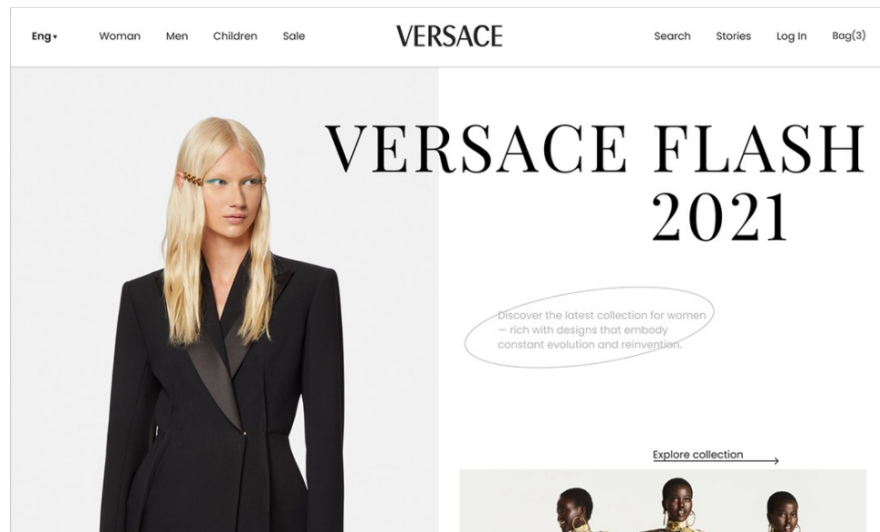 Eng▾ Woman Men Children Sale VERSACE Search Stories Log In Bag(3)
VERSACE FLASH
2021
Discover the latest collection for women
— rich with designs that embody
constant evolution and reinvention.
Explore collection